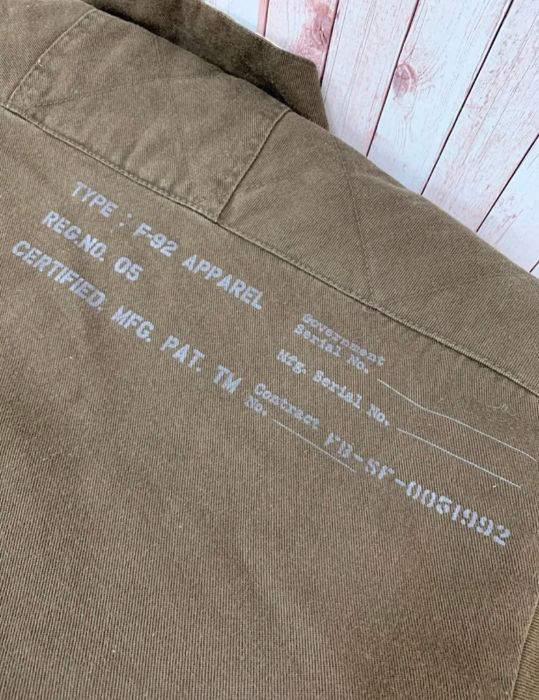 TYPE : F-92 APPAREL
REG.NO. 05
CERTIFIED. MFG. PAT. TM
Government
Serial No.
Mfg. Serial No.
Contract FB-SF-0051992
No.